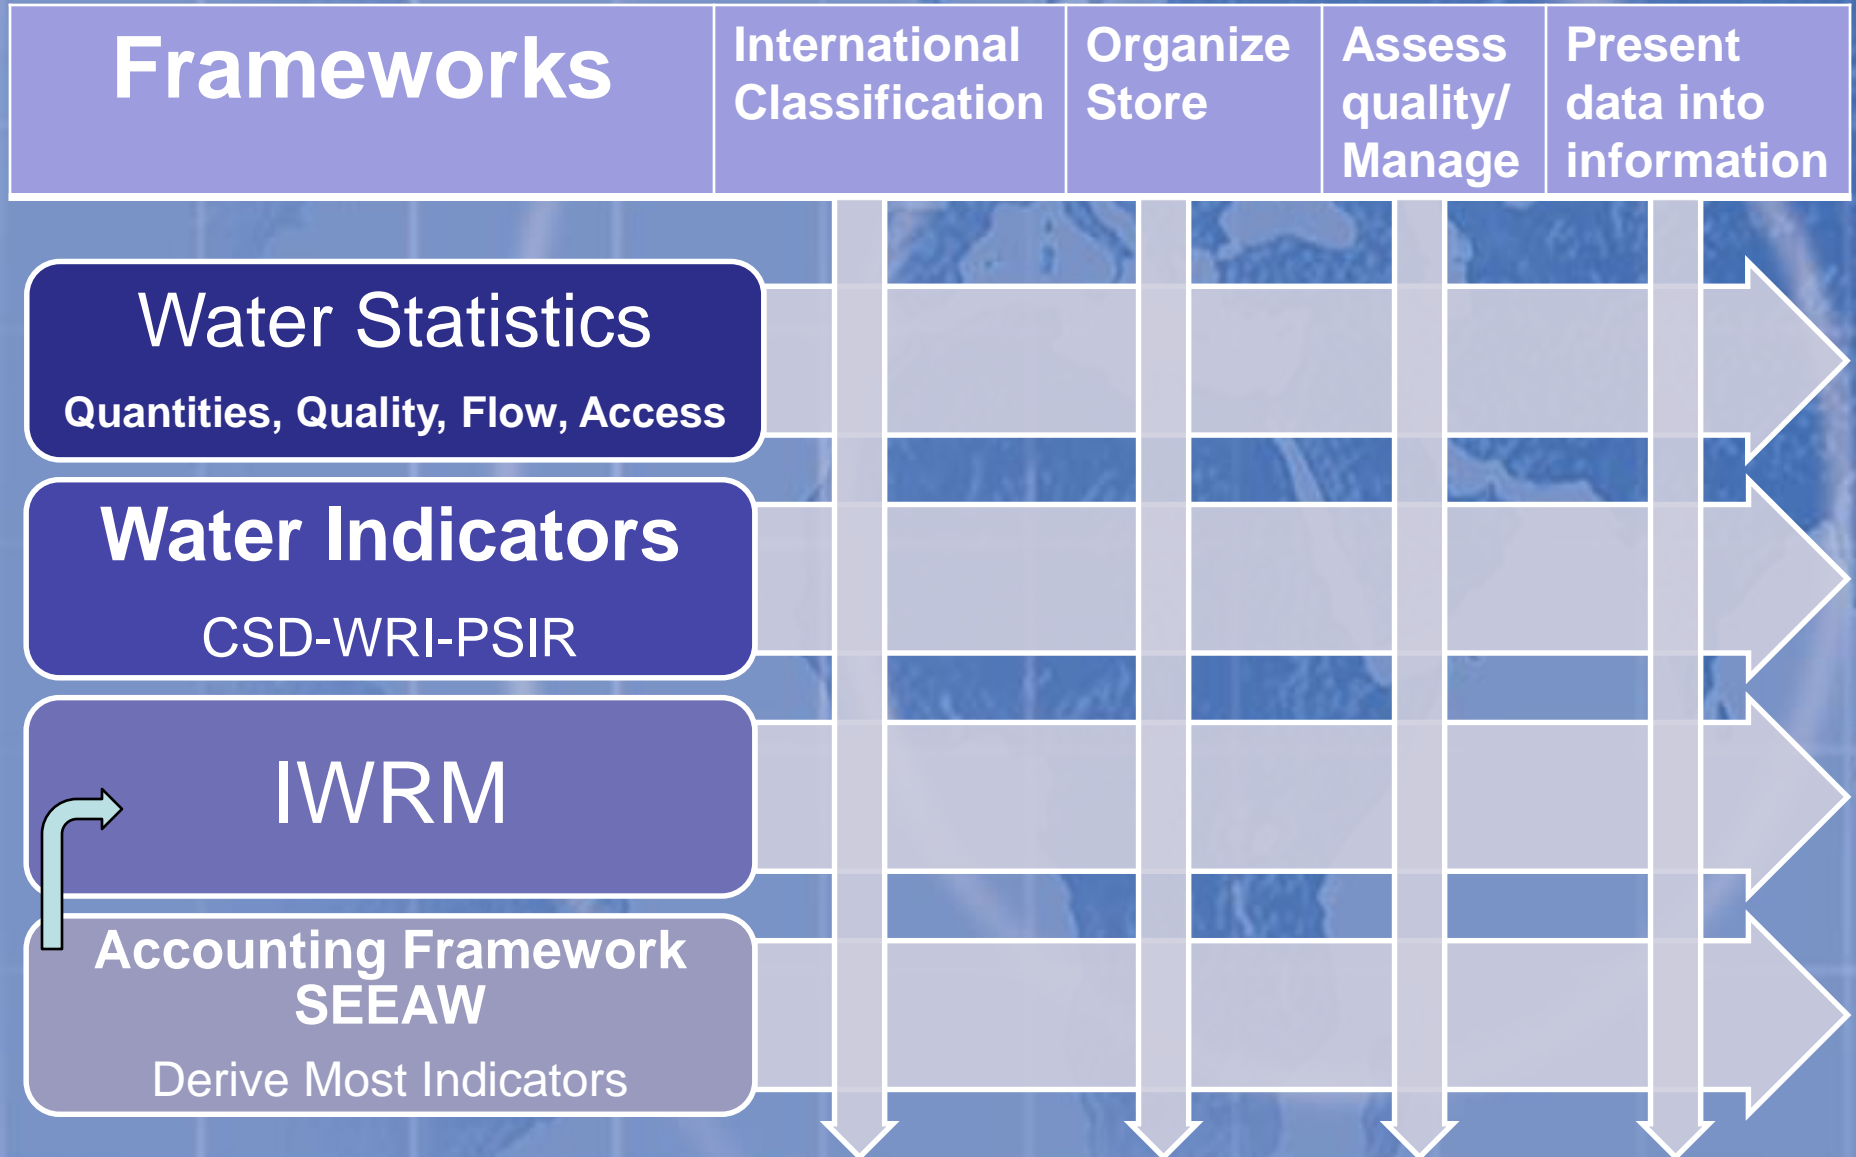 Frameworks
International
Classification
Organize
Store
Assess
quality/
Manage
Present
data into
information
Water Statistics
Quantities, Quality, Flow, Access
Water Indicators
CSD-WRI-PSIR
IWRM
Accounting Framework
SEEAW
Derive Most Indicators